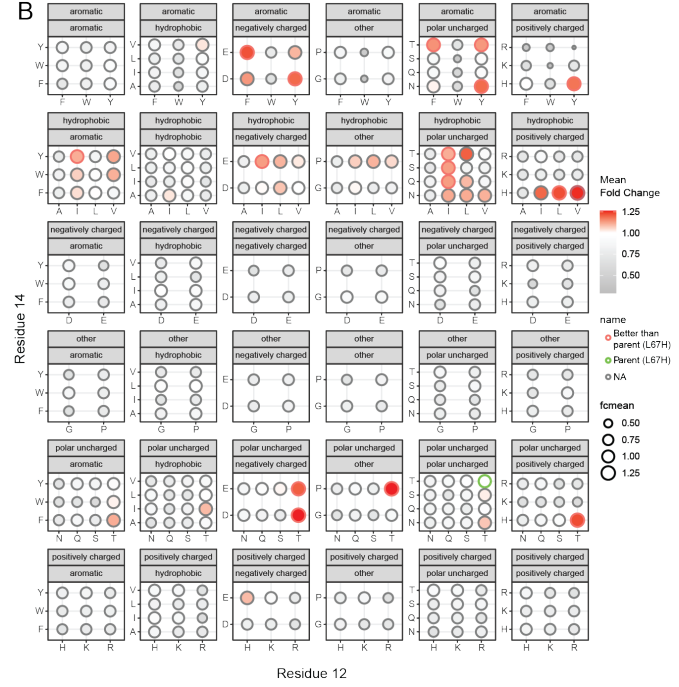 B
aromatic aromatic aromatic aromatic aromatic aromatic
aromatic hydrophobic negatively charged other polar uncharged positively charged
Y W F
V L I A
E D
P G
T S Q N
R K H
F W Y F W Y F W Y F W Y F W Y F W Y
hydrophobic hydrophobic hydrophobic hydrophobic hydrophobic hydrophobic
aromatic hydrophobic negatively charged other polar uncharged positively charged
Y W F
V L I A
E D
P G
T S Q N
R K H
A I L V A I L V A I L V A I L V A I L V A I L V
negatively charged negatively charged negatively charged negatively charged negatively charged negatively charged
aromatic hydrophobic negatively charged other polar uncharged positively charged
Y W F
V L I A
E D
P G
T S Q N
R K H
D E D E D E D E D E D E
other other other other other other
aromatic hydrophobic negatively charged other polar uncharged positively charged
Y W F
V L I A
E D
P G
T S Q N
R K H
G P G P G P G P G P G P
polar uncharged polar uncharged polar uncharged polar uncharged polar uncharged polar uncharged
aromatic hydrophobic negatively charged other polar uncharged positively charged
Y W F
V L I A
E D
P G
T S Q N
R K H
N Q S T N Q S T N Q S T N Q S T N Q S T N Q S T
positively charged positively charged positively charged positively charged positively charged positively charged
aromatic hydrophobic negatively charged other polar uncharged positively charged
Y W F
V L I A
E D
P G
T S Q N
R K H
H K R H K R H K R H K R H K R H K R
Residue 14
Residue 12
Mean
Fold Change
1.25
1.00
0.75
0.50
name
Better than
parent (L67H)
Parent (L67H)
NA
fcmean
0.50
0.75
1.00
1.25